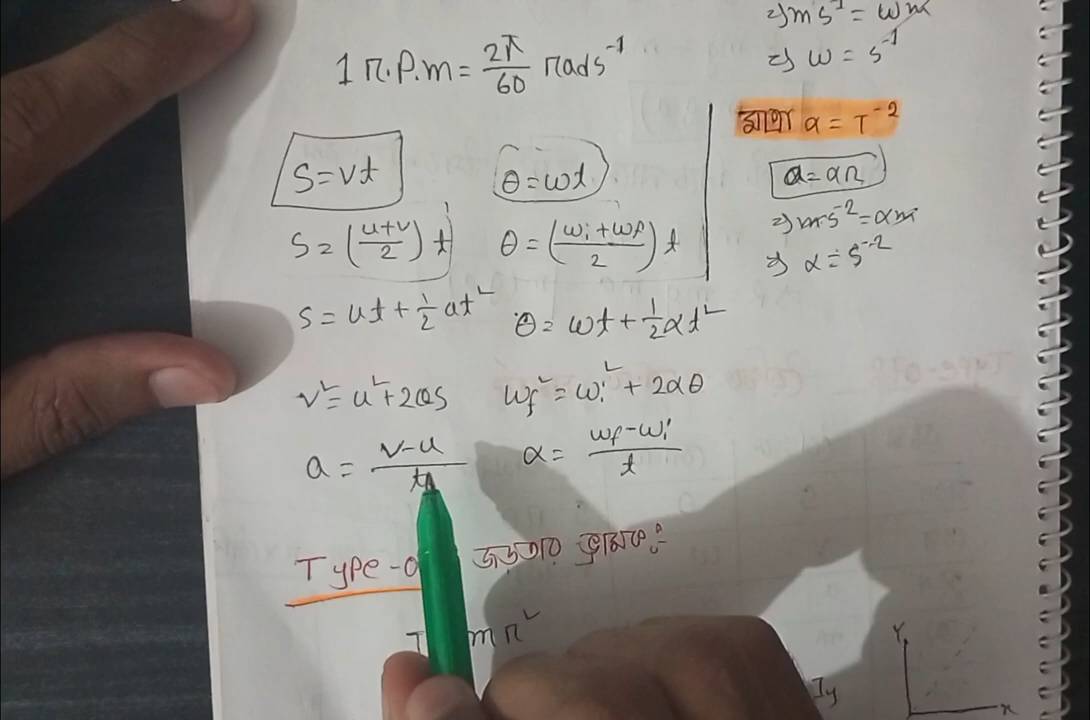 1 r.p.m = 2π/60 rads⁻¹
S=vt θ=ωt
S=(u+v/2) t θ=(ωi+ωf/2) t
s=ut+½at² θ=ωt+½αt²
v²=u²+2as ωf²=ωi²+2αθ
a= v-u/t α= ωf-ωi/t
Type- জড়তার ভ্রামক:-
mr²
⇒ms⁻¹=ωm
⇒ω=s⁻¹
মাত্রা α=T⁻²
a=αr
⇒ms⁻²=αm
⇒α=s⁻²
Y
Iy
x